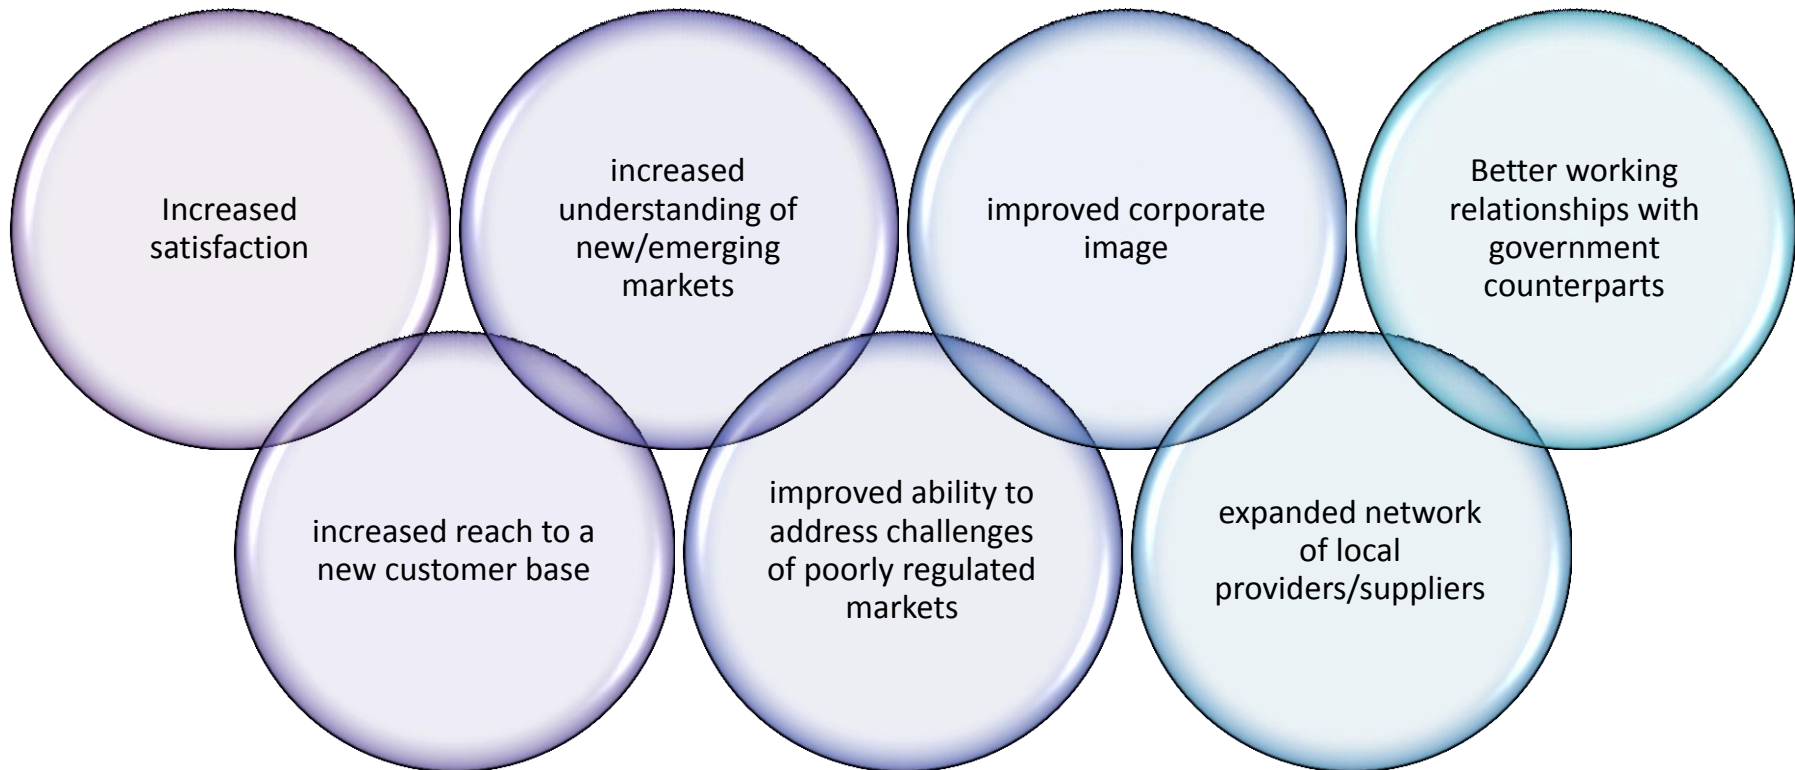 Increased
satisfaction
increased
understanding of
new/emerging
markets
improved corporate
image
Better working
relationships with
government
counterparts
increased reach to a
new customer base
improved ability to
address challenges
of poorly regulated
markets
expanded network
of local
providers/suppliers